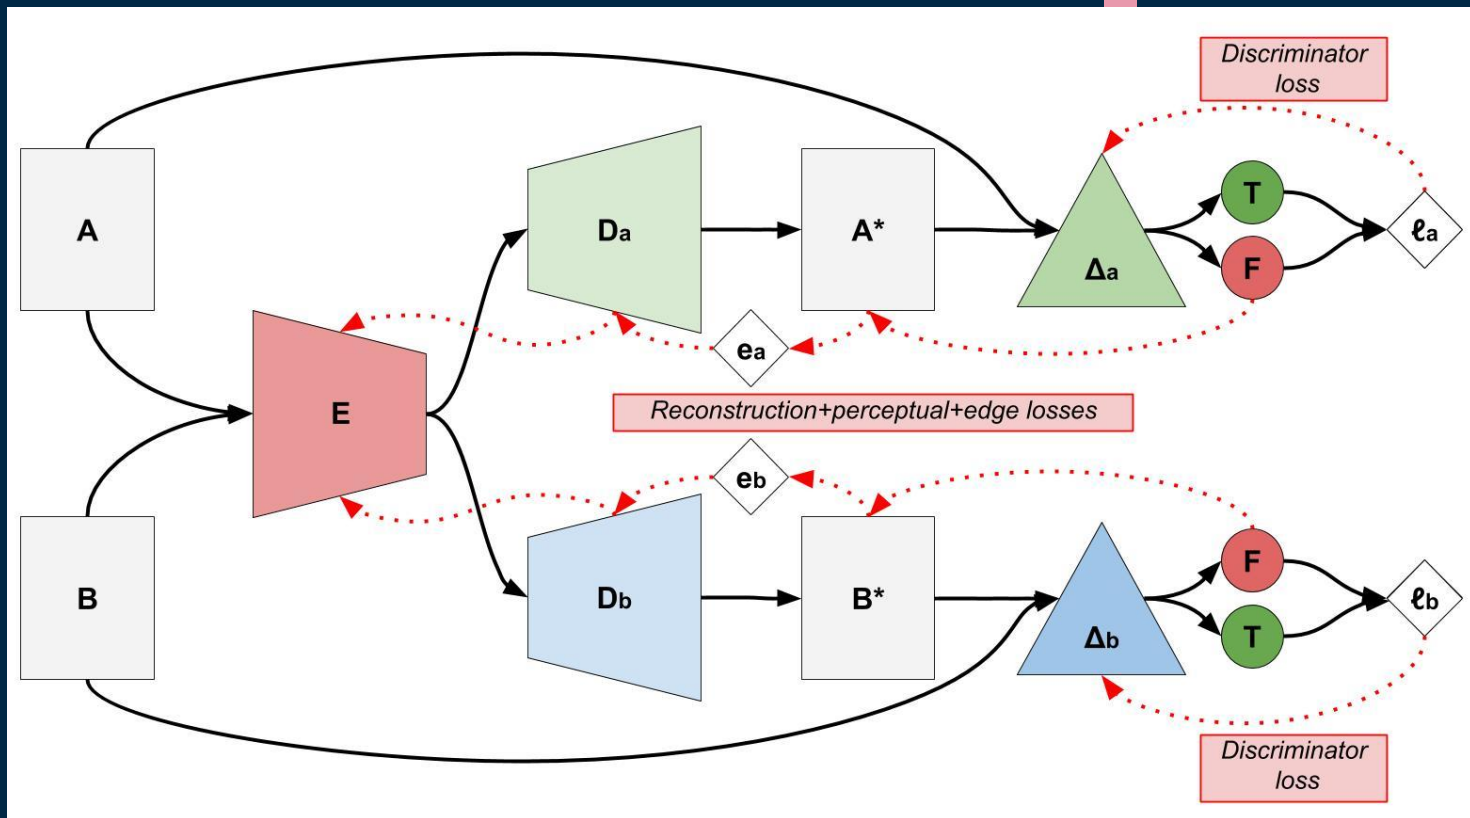 Discriminator
loss
A
Da
A*
Δa
T
F
ℓa
ea
E
Reconstruction+perceptual+edge losses
eb
B
Db
B*
Δb
F
T
ℓb
Discriminator
loss